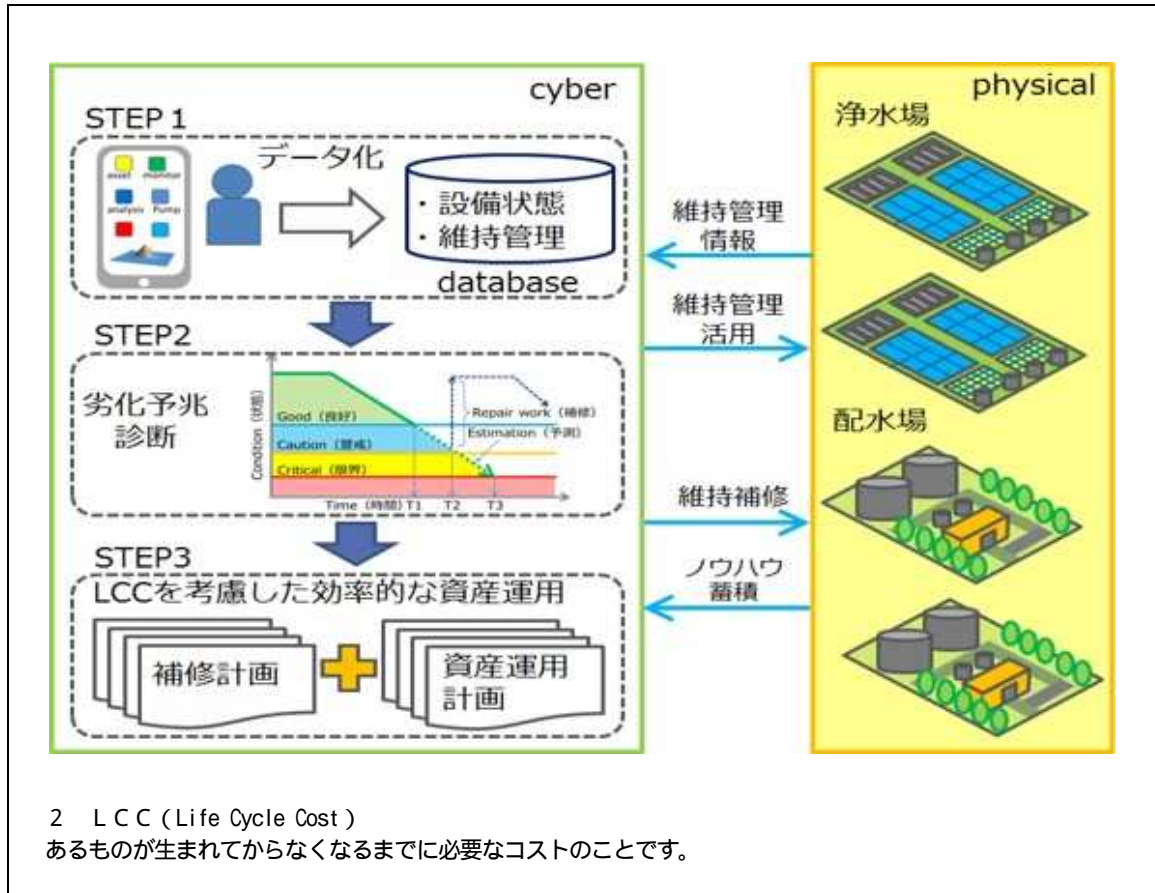 cyber
STEP 1
asset monitor
analysis Pump
データ化
・設備状態
・維持管理
database
STEP2
劣化予兆
診断
Condition (状態)
Good (良好)
Caution (警戒)
Critical (限界)
Repair work (補修)
Estimation (予測)
Time (時間) T1 T2 T3
STEP3
LCCを考慮した効率的な資産運用
補修計画
資産運用
計画
維持管理
情報
維持管理
活用
維持補修
ノウハウ
蓄積
physical
浄水場
配水場
2 LCC(Life Cycle Cost)
あるものが生まれてからなくなるまでに必要なコストのことです。